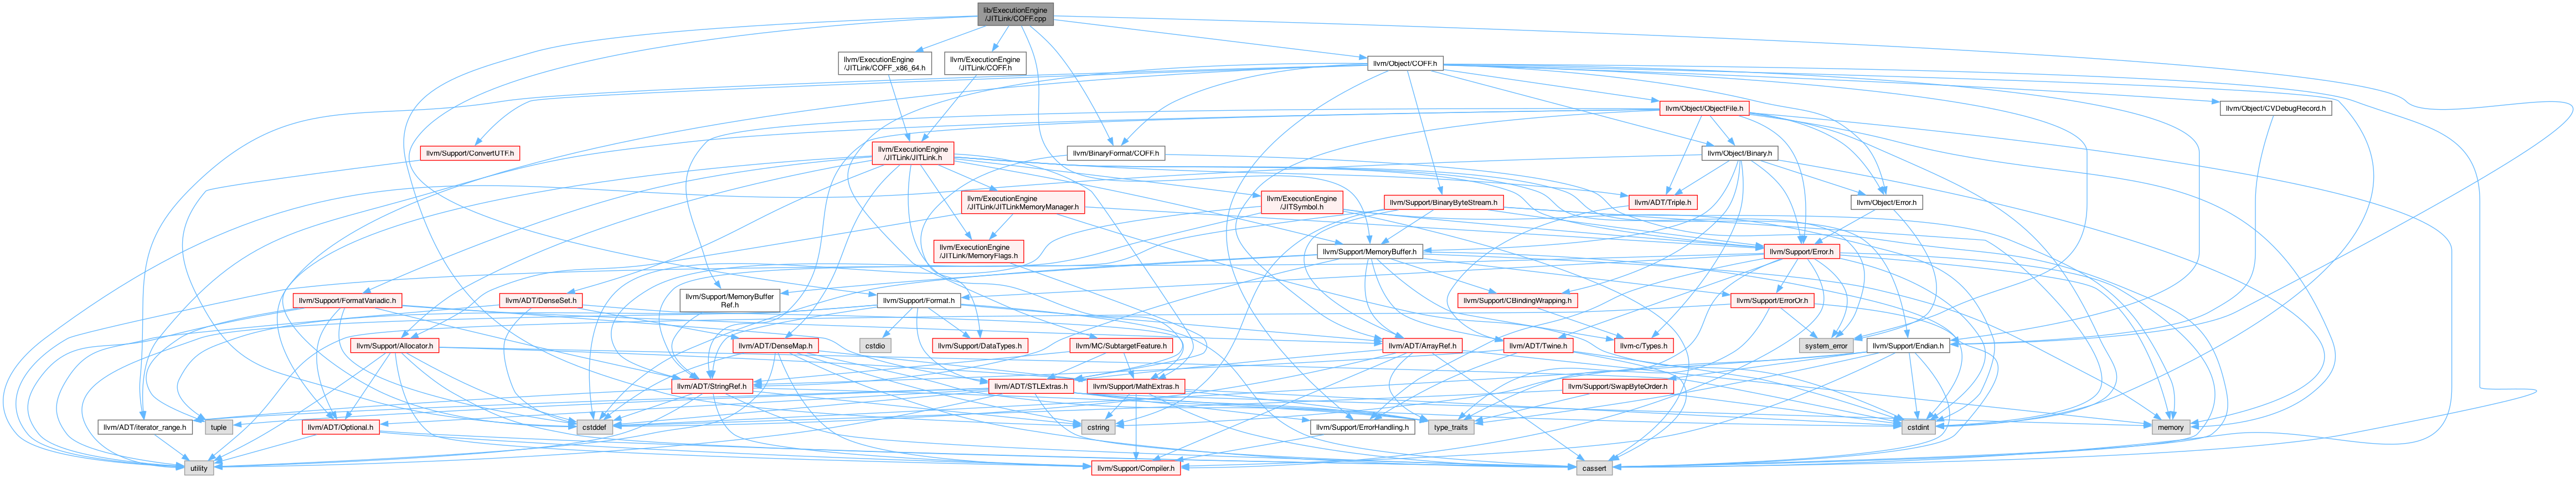 lib/ExecutionEngine
/JITLink/COFF.cpp
llvm/ExecutionEngine
/JITLink/COFF_x86_64.h
llvm/ExecutionEngine
/JITLink/COFF.h
llvm/Object/COFF.h
llvm/Object/ObjectFile.h
llvm/Object/CVDebugRecord.h
llvm/Support/ConvertUTF.h
llvm/ExecutionEngine
/JITLink/JITLink.h
llvm/BinaryFormat/COFF.h
llvm/Object/Binary.h
llvm/ExecutionEngine
/JITLink/JITLinkMemoryManager.h
llvm/ExecutionEngine
/JITSymbol.h
llvm/Support/BinaryByteStream.h
llvm/ADT/Triple.h
llvm/Object/Error.h
llvm/ExecutionEngine
/JITLink/MemoryFlags.h
llvm/Support/MemoryBuffer.h
llvm/Support/Error.h
llvm/Support/FormatVariadic.h
llvm/ADT/DenseSet.h
llvm/Support/MemoryBuffer
Ref.h
llvm/Support/Format.h
llvm/Support/CBindingWrapping.h
llvm/Support/ErrorOr.h
llvm/Support/Allocator.h
llvm/ADT/DenseMap.h
cstdio
llvm/Support/DataTypes.h
llvm/MC/SubtargetFeature.h
llvm/ADT/ArrayRef.h
llvm/ADT/Twine.h
llvm-c/Types.h
system_error
llvm/Support/Endian.h
llvm/ADT/StringRef.h
llvm/ADT/STLExtras.h
llvm/Support/MathExtras.h
llvm/Support/SwapByteOrder.h
llvm/ADT/iterator_range.h
tuple
llvm/ADT/Optional.h
cstddef
cstring
llvm/Support/ErrorHandling.h
type_traits
cstdint
memory
utility
llvm/Support/Compiler.h
cassert